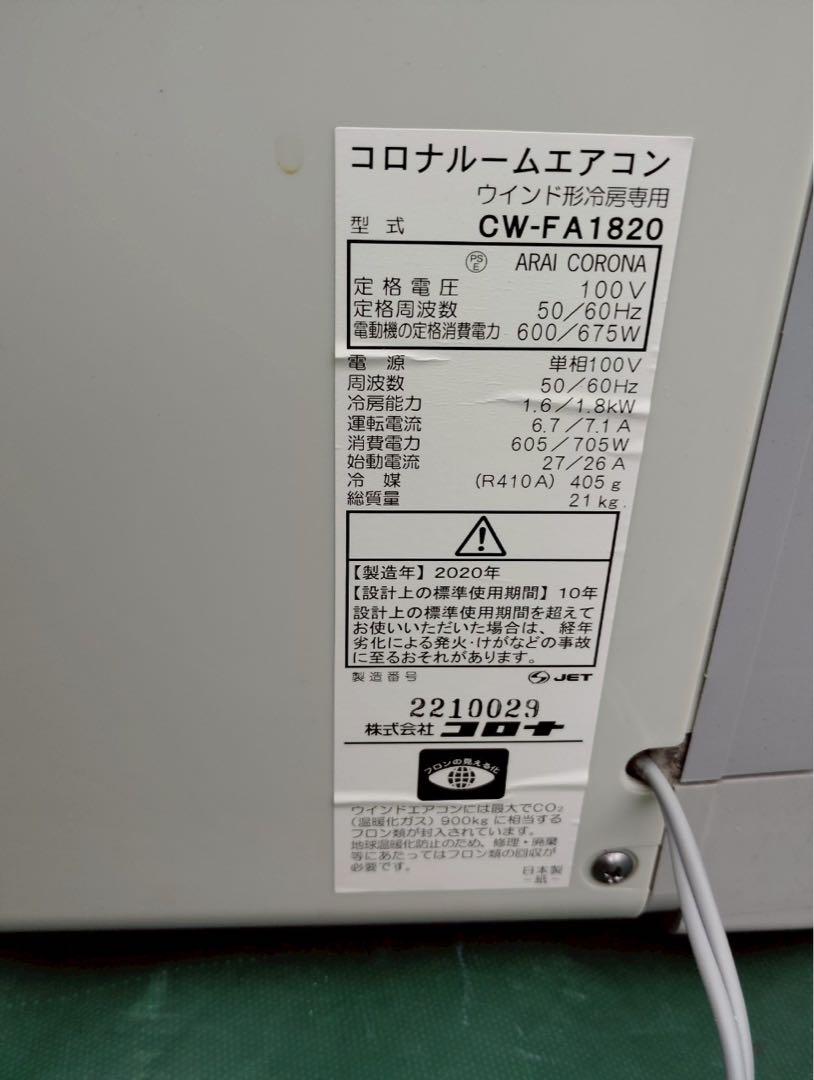 コロナルームエアコン
ウインド形冷房専用
型式 CW-FA1820
PS E ARAI CORONA
定格電圧 100V
定格周波数 50/60Hz
電動機の定格消費電力 600/675W
電源 単相100V
周波数 50/60Hz
冷房能力 1.6/1.8kW
運転電流 6.7/7.1A
消費電力 605/705W
始動電流 27/26A
冷媒 (R410A) 405g
総質量 21kg.
【製造年】2020年
【設計上の標準使用期間】10年
設計上の標準使用期間を超えて
お使いいただいた場合は、経年
劣化による発火・けがなどの事故
に至るおそれがあります。
製造番号 JET
2210029
株式会社コロナ
フロンの見える化
ウインドエアコンには最大でCO₂
(温暖化ガス)900kgに相当する
フロン類が封入されています。
地球温暖化防止のため、修理・廃棄
等にあたってはフロン類の回収が
必要です。
日本製
-紙-